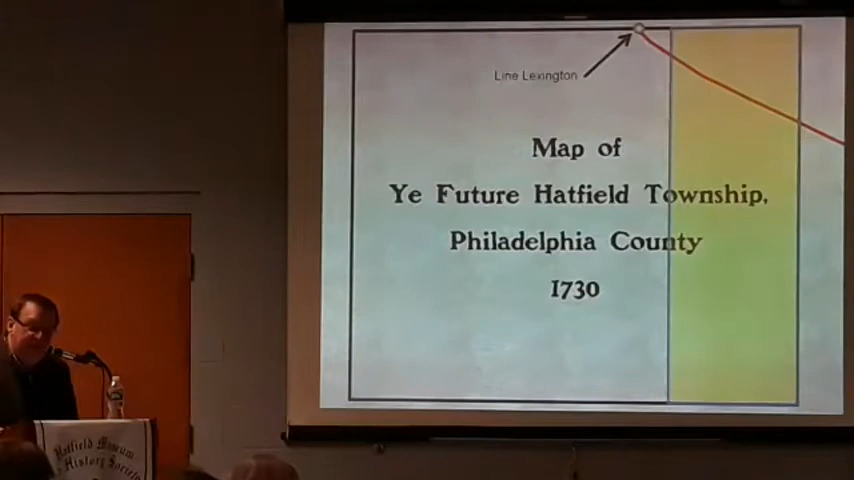 Line Lexington
Map of
Ye Future Hatfield Township,
Philadelphia County
1730
Hatfield Museum
History Society